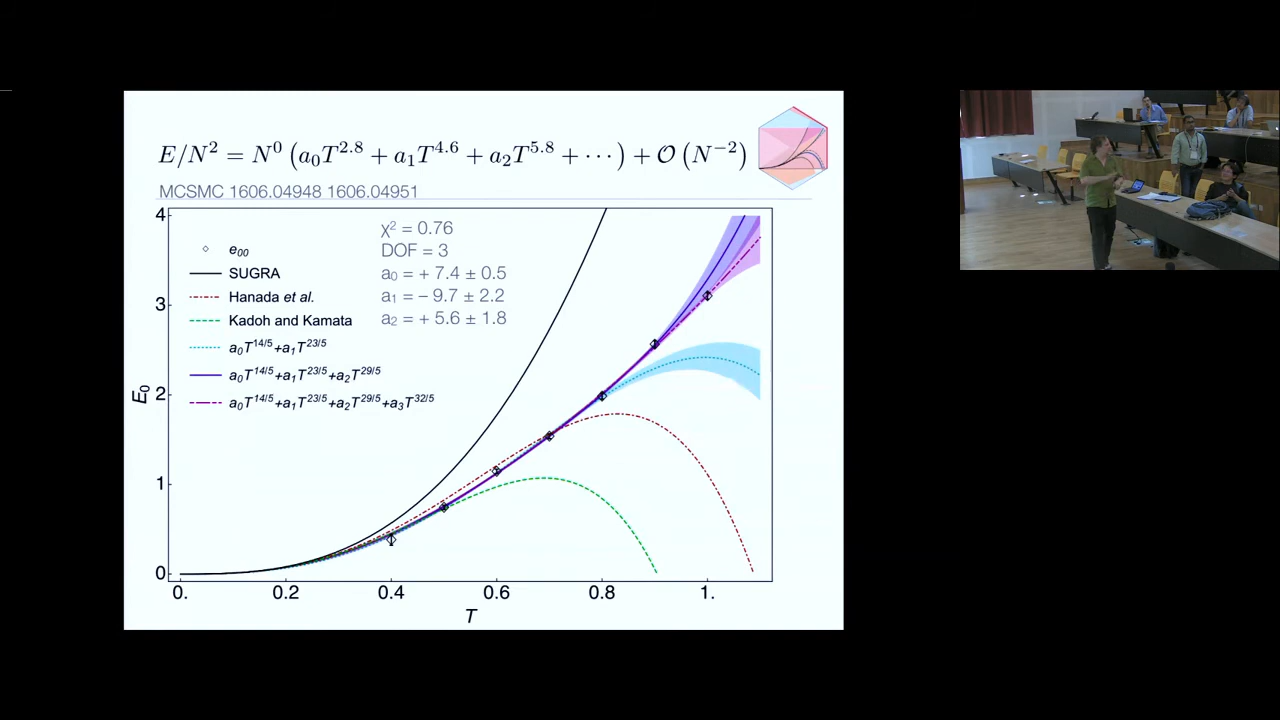 E/N² = N⁰ (a₀T^2.8 + a₁T^4.6 + a₂T^5.8 + ⋯) + O (N⁻²)
MCSMC 1606.04948 1606.04951
χ² = 0.76
DOF = 3
a₀ = + 7.4 ± 0.5
a₁ = − 9.7 ± 2.2
a₂ = + 5.6 ± 1.8
e₀₀
SUGRA
Hanada et al.
Kadoh and Kamata
a₀T^14/5+a₁T^23/5
a₀T^14/5+a₁T^23/5+a₂T^29/5
a₀T^14/5+a₁T^23/5+a₂T^29/5+a₃T^32/5
4
3
2
1
0
E₀
0. 0.2 0.4 0.6 0.8 1.
T